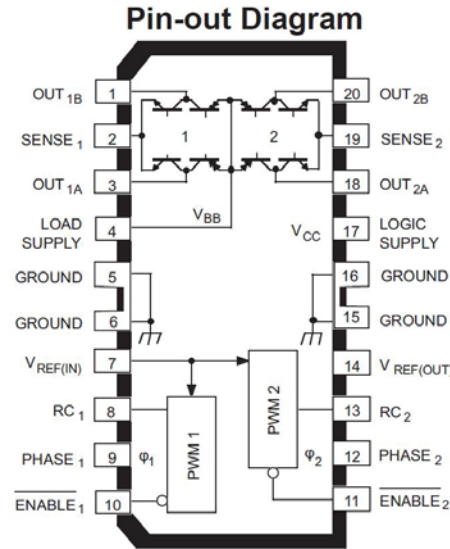 Pin-out Diagram
OUT1B 1 20 OUT2B
SENSE1 2 1 2 19 SENSE2
OUT1A 3 18 OUT2A
LOAD SUPPLY 4 VBB VCC 17 LOGIC SUPPLY
GROUND 5 16 GROUND
GROUND 6 15 GROUND
VREF(IN) 7 14 VREF(OUT)
RC1 8 PWM 1 PWM 2 13 RC2
PHASE1 9 φ1 φ2 12 PHASE2
ENABLE1 10 11 ENABLE2